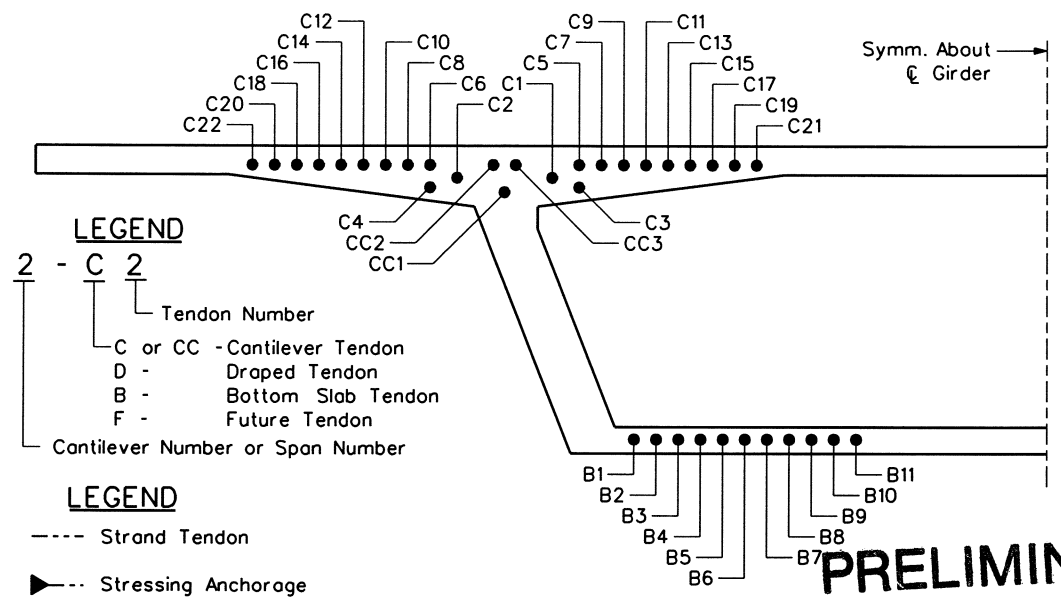 C12
C14
C16
C18
C20
C22
C10
C8
C6
C2
C9
C7
C5
C1
C11
C13
C15
C17
C19
C21
Symm. About
℄ Girder
C4
CC2
CC1
C3
CC3
LEGEND
2 - C 2
Tendon Number
C or CC - Cantilever Tendon
D - Draped Tendon
B - Bottom Slab Tendon
F - Future Tendon
Cantilever Number or Span Number
LEGEND
Strand Tendon
Stressing Anchorage
B1
B2
B3
B4
B5
B6
B11
B10
B9
B8
B7
PRELIMIN